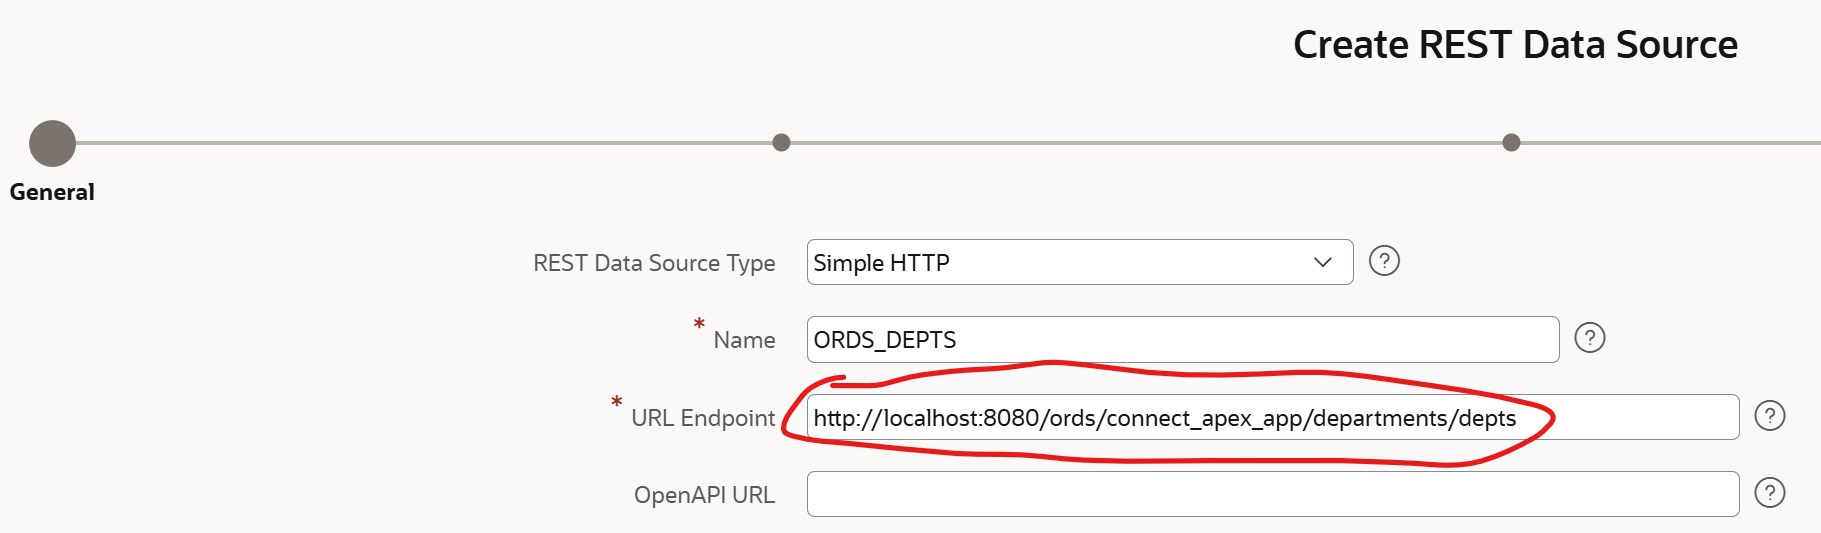 Create REST Data Source
General
REST Data Source Type Simple HTTP ?
* Name ORDS_DEPTS ?
* URL Endpoint http://localhost:8080/ords/connect_apex_app/departments/depts ?
OpenAPI URL ?